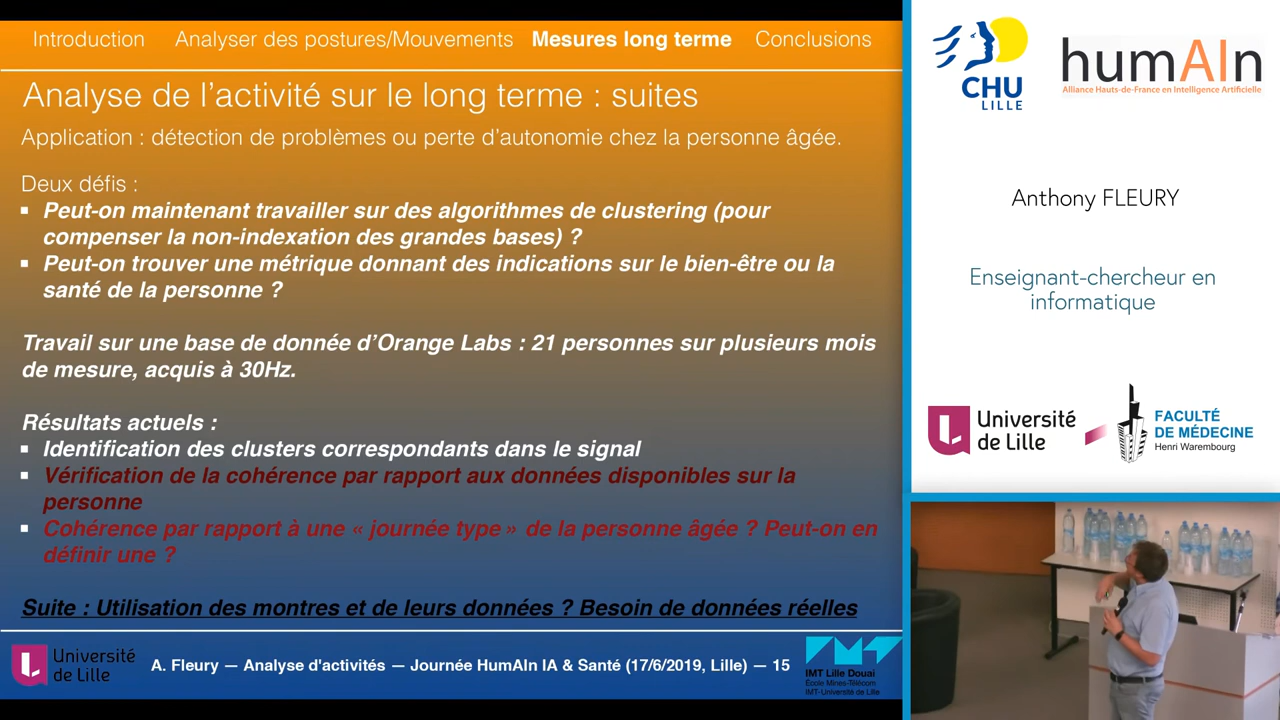 Introduction Analyser des postures/Mouvements Mesures long terme Conclusions
Analyse de l'activité sur le long terme : suites
Application : détection de problèmes ou perte d'autonomie chez la personne âgée.
Deux défis :
▪ Peut-on maintenant travailler sur des algorithmes de clustering (pour
compenser la non-indexation des grandes bases) ?
▪ Peut-on trouver une métrique donnant des indications sur le bien-être ou la
santé de la personne ?
Travail sur une base de donnée d'Orange Labs : 21 personnes sur plusieurs mois
de mesure, acquis à 30Hz.
Résultats actuels :
▪ Identification des clusters correspondants dans le signal
▪ Vérification de la cohérence par rapport aux données disponibles sur la
personne
▪ Cohérence par rapport à une « journée type » de la personne âgée ? Peut-on en
définir une ?
Suite : Utilisation des montres et de leurs données ? Besoin de données réelles
Université
de Lille
A. Fleury — Analyse d'activités — Journée HumAIn IA & Santé (17/6/2019, Lille) — 15
IMT Lille Douai
École Mines-Télécom
IMT-Université de Lille
CHU
LILLE
humAIn
Alliance Hauts-de-France en Intelligence Artificielle
Anthony FLEURY
Enseignant-chercheur en
informatique
Université
de Lille
FACULTÉ
DE MÉDECINE
Henri Warembourg